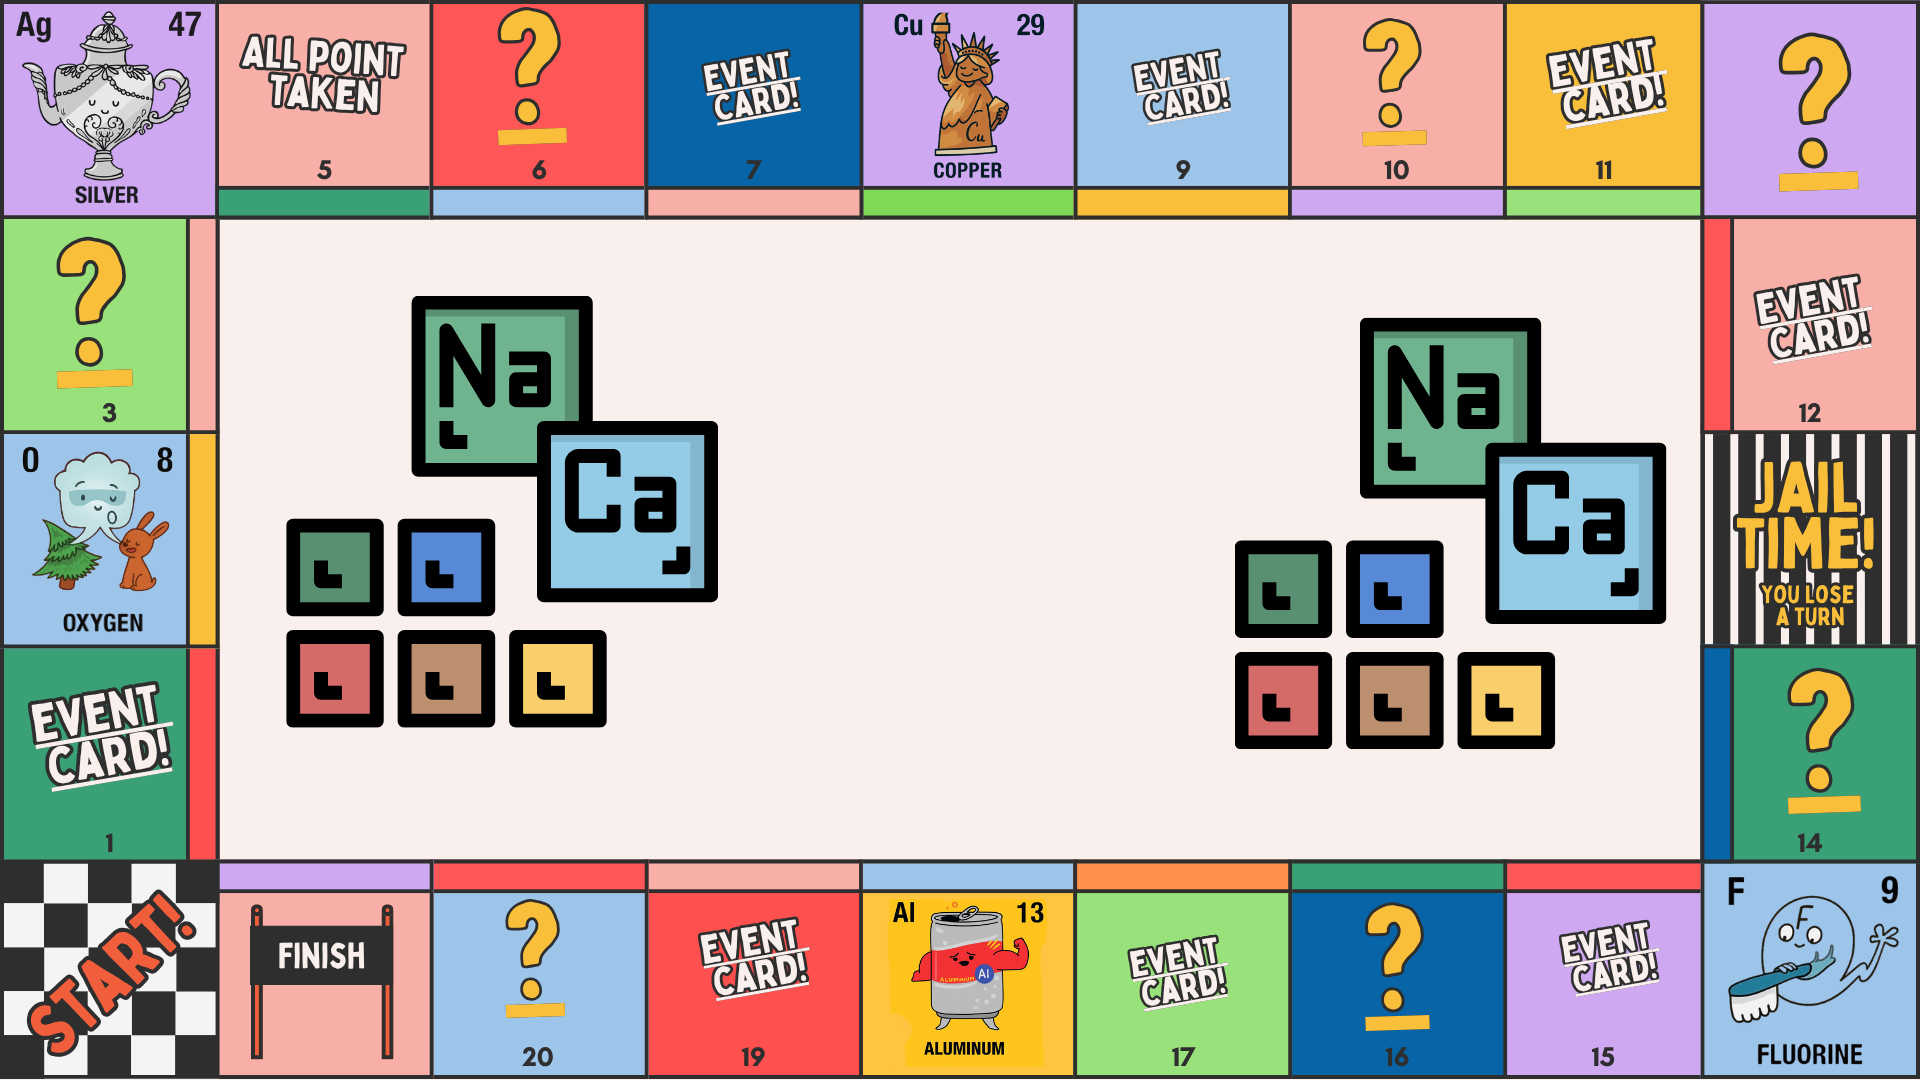 Ag 47
SILVER
ALL POINT
TAKEN
5
?
6
EVENT
CARD!
7
Cu 29
Cu
COPPER
EVENT
CARD!
9
?
10
EVENT
CARD!
11
?
?
3
EVENT
CARD!
12
O 8
OXYGEN
JAIL
TIME!
YOU LOSE
A TURN
EVENT
CARD!
1
?
14
Na
Ca
Na
Ca
START!
FINISH
?
20
EVENT
CARD!
19
Al 13
ALUMINUM
Al
ALUMINUM
EVENT
CARD!
17
?
16
EVENT
CARD!
15
F 9
F
FLUORINE